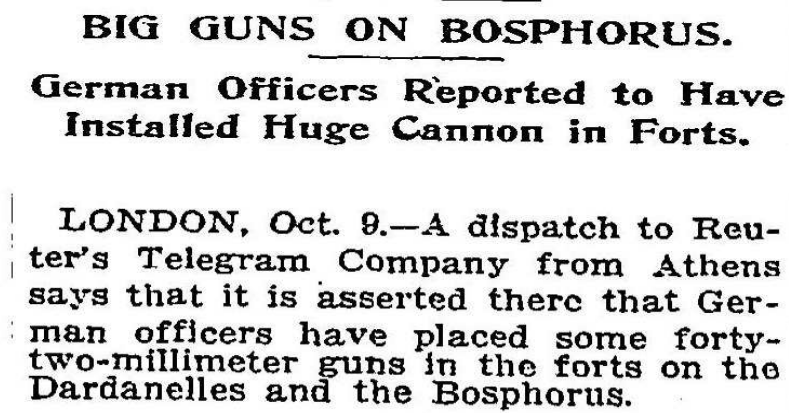 BIG GUNS ON BOSPHORUS.
German Officers Reported to Have
Installed Huge Cannon in Forts.
LONDON, Oct. 9.—A dispatch to Reu-
ter's Telegram Company from Athens
says that it is asserted there that Ger-
man officers have placed some forty-
two-millimeter guns in the forts on the
Dardanelles and the Bosphorus.